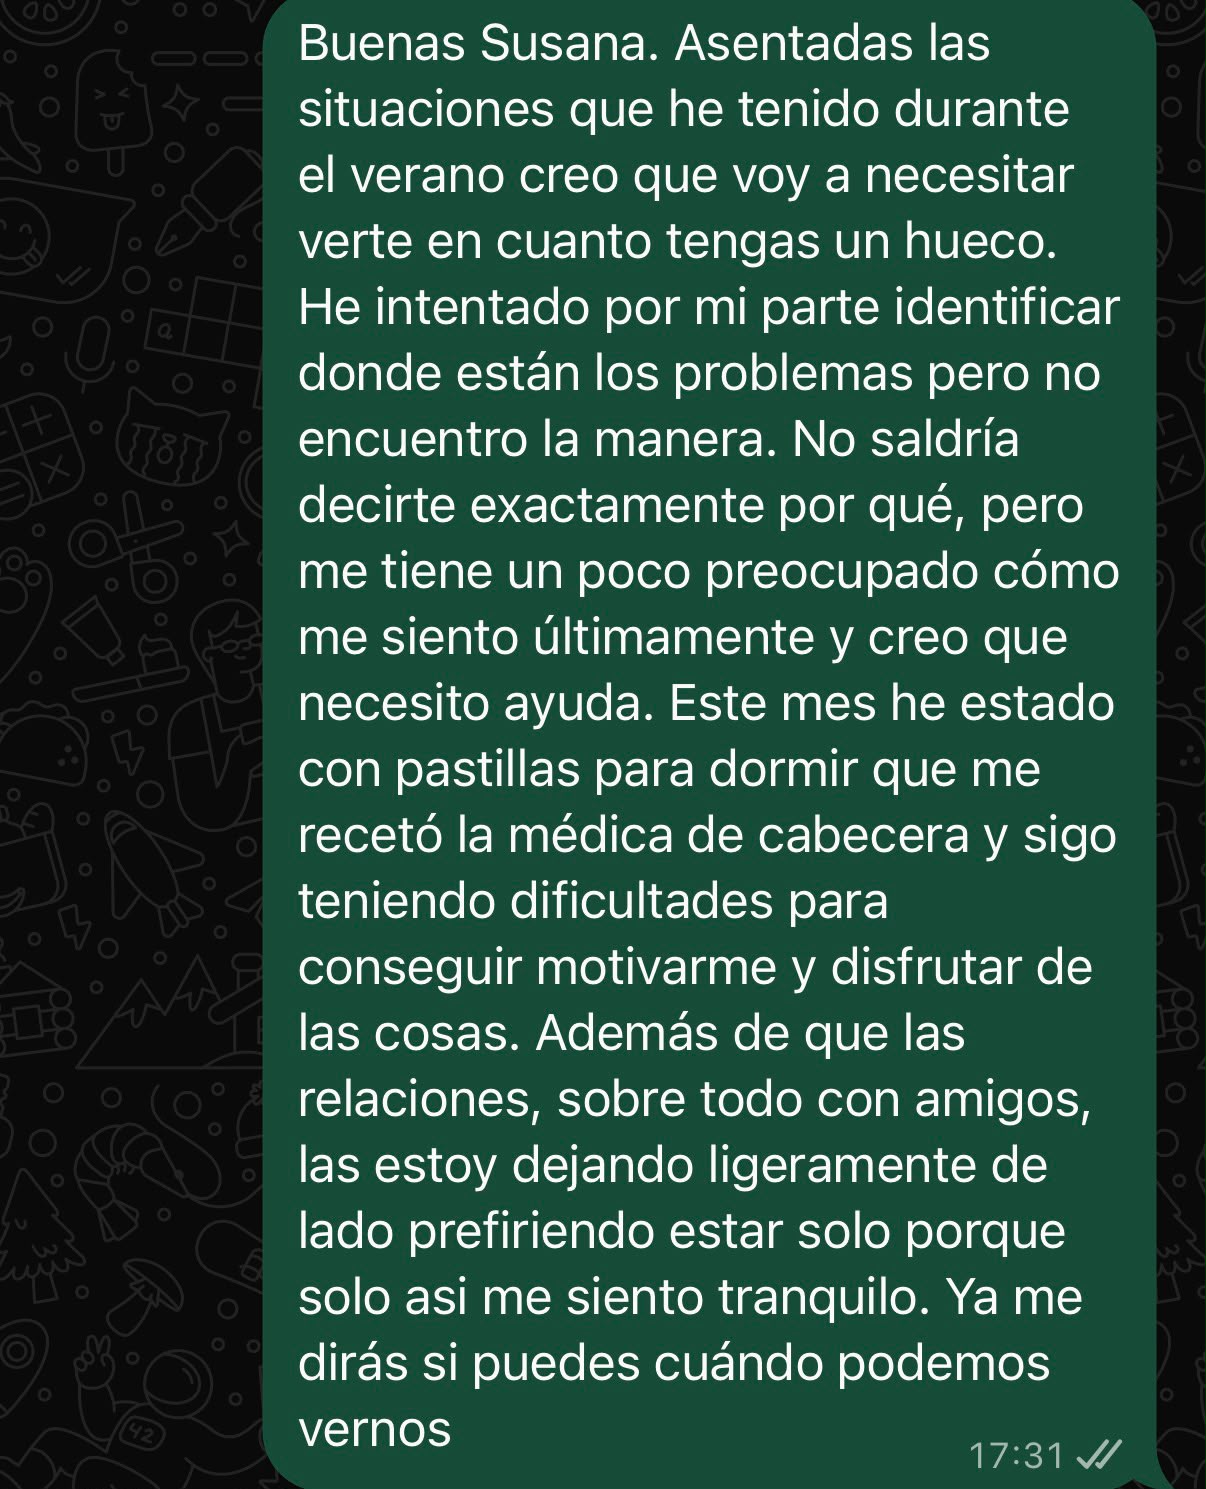 Buenas Susana. Asentadas las
situaciones que he tenido durante
el verano creo que voy a necesitar
verte en cuanto tengas un hueco.
He intentado por mi parte identificar
donde están los problemas pero no
encuentro la manera. No saldría
decirte exactamente por qué, pero
me tiene un poco preocupado cómo
me siento últimamente y creo que
necesito ayuda. Este mes he estado
con pastillas para dormir que me
recetó la médica de cabecera y sigo
teniendo dificultades para
conseguir motivarme y disfrutar de
las cosas. Además de que las
relaciones, sobre todo con amigos,
las estoy dejando ligeramente de
lado prefiriendo estar solo porque
solo asi me siento tranquilo. Ya me
dirás si puedes cuándo podemos
vernos
17:31